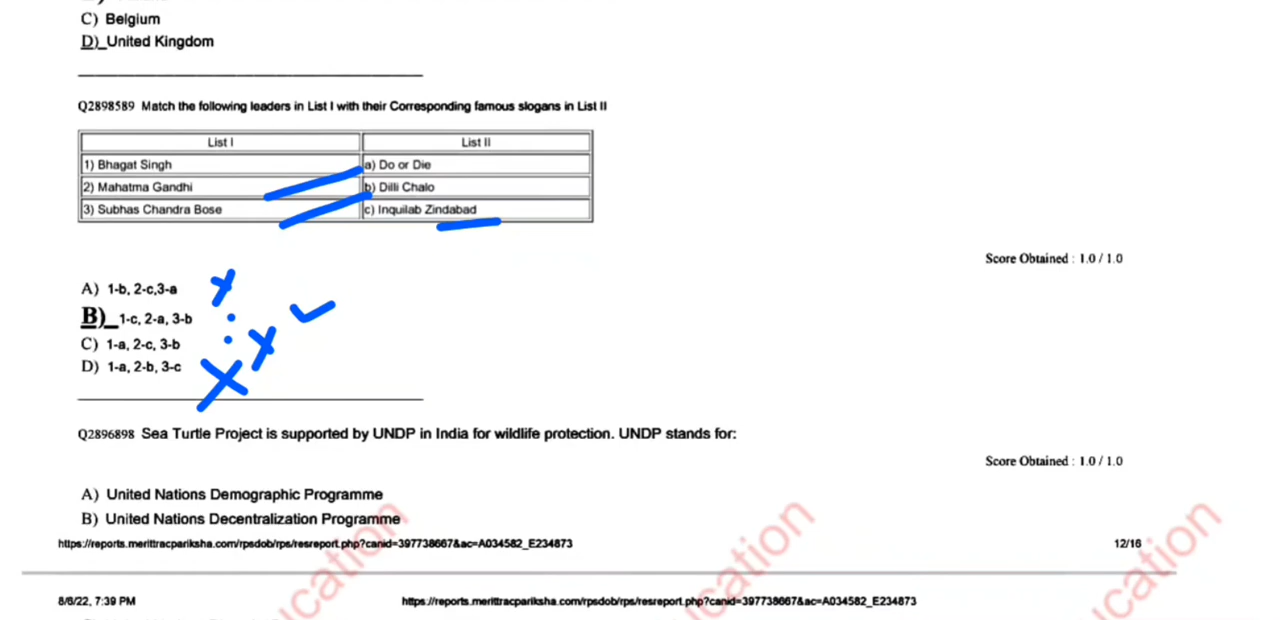 C) Belgium
D) United Kingdom
Q2898589 Match the following leaders in List I with their Corresponding famous slogans in List II
List I List II
1) Bhagat Singh a) Do or Die
2) Mahatma Gandhi b) Dilli Chalo
3) Subhas Chandra Bose c) Inquilab Zindabad
Score Obtained : 1.0 / 1.0
A) 1-b, 2-c,3-a
B) 1-c, 2-a, 3-b
C) 1-a, 2-c, 3-b
D) 1-a, 2-b, 3-c
Q2896898 Sea Turtle Project is supported by UNDP in India for wildlife protection. UNDP stands for:
Score Obtained : 1.0 / 1.0
A) United Nations Demographic Programme
B) United Nations Decentralization Programme
https://reports.merittracpariksha.com/rpsdob/rps/resreport.php?canid=397738667&ac=A034582_E234873 12/16
ucation cation ication
8/6/22, 7:39 PM https://reports.merittracpariksha.com/rpsdob/rps/resreport.php?canid=397738667&ac=A034582_E234873